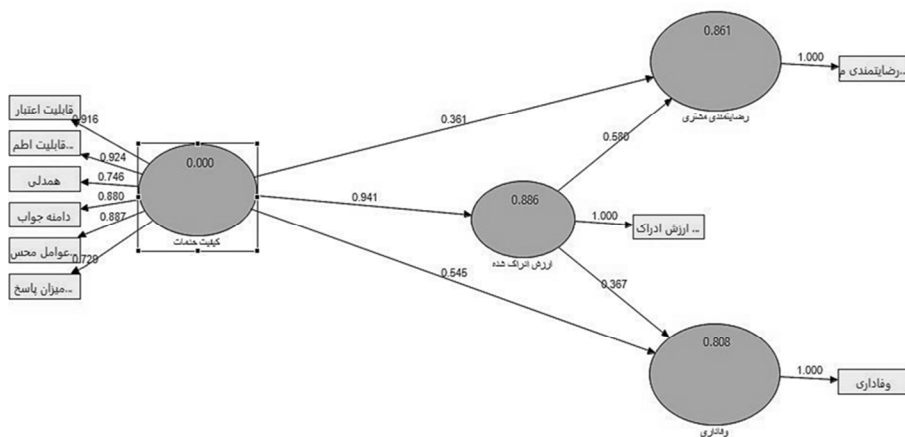 قابلیت اعتبار
0.916
قابلیت اطم...
0.924
همدلی
0.746
دامنه جواب
0.880
عوامل محس...
0.887
میزان پاسخ...
0.729
0.000
کیفیت خدمات
0.361
0.941
0.545
0.861
رضایتمندی مشتری
1.000
رضایتمندی م...
0.580
0.886
ارزش ادراک شده
1.000
ارزش ادراک ...
0.367
0.808
وفاداری
1.000
وفاداری